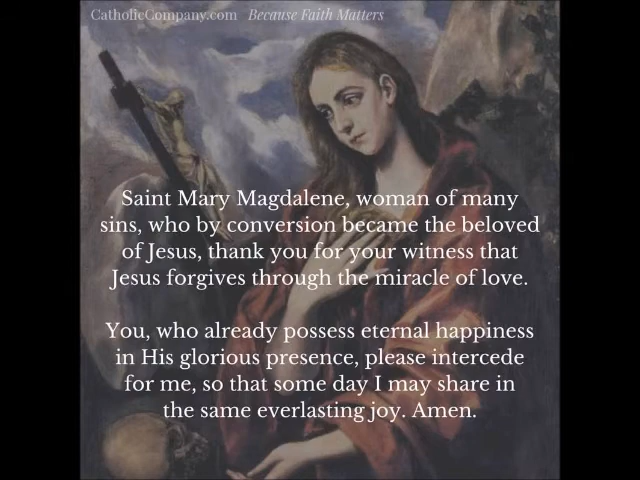 CatholicCompany.com Because Faith Matters
Saint Mary Magdalene, woman of many
sins, who by conversion became the beloved
of Jesus, thank you for your witness that
Jesus forgives through the miracle of love.
You, who already possess eternal happiness
in His glorious presence, please intercede
for me, so that some day I may share in
the same everlasting joy. Amen.